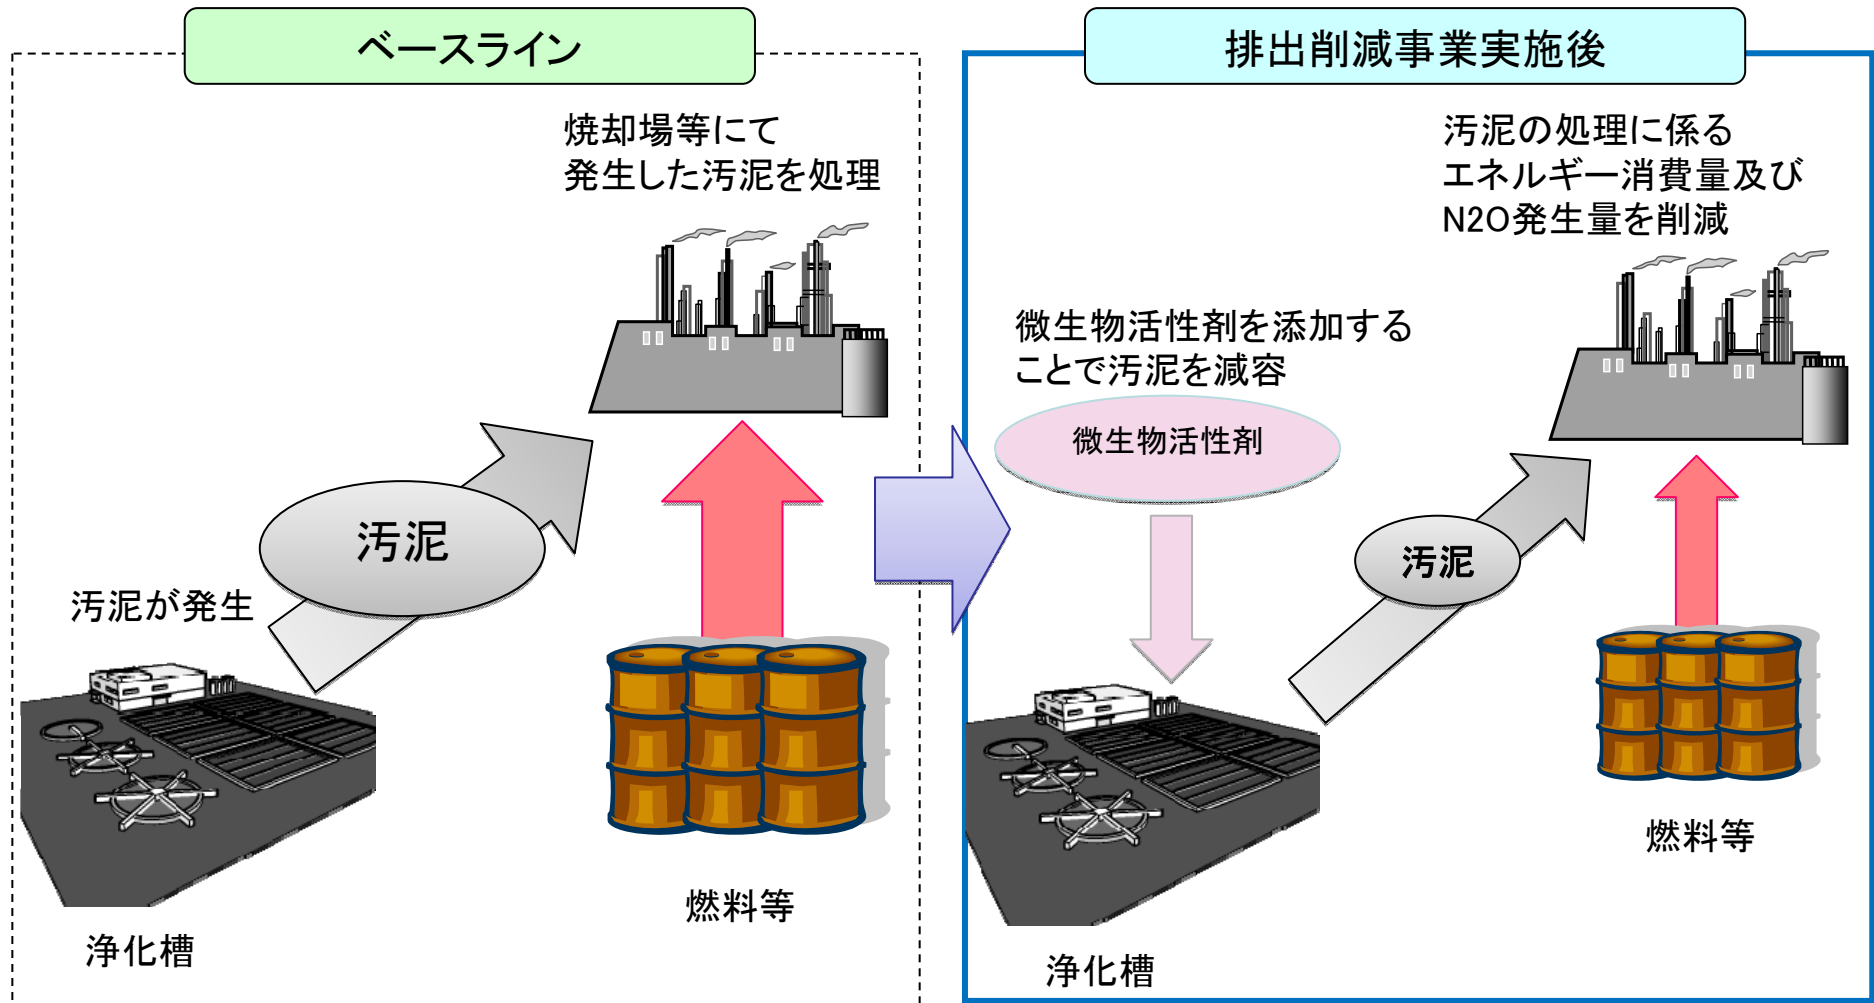 ベースライン
焼却場等にて
発生した汚泥を処理
汚泥
汚泥が発生
燃料等
浄化槽
排出削減事業実施後
汚泥の処理に係る
エネルギー消費量及び
N2O発生量を削減
微生物活性剤を添加する
ことで汚泥を減容
微生物活性剤
汚泥
燃料等
浄化槽